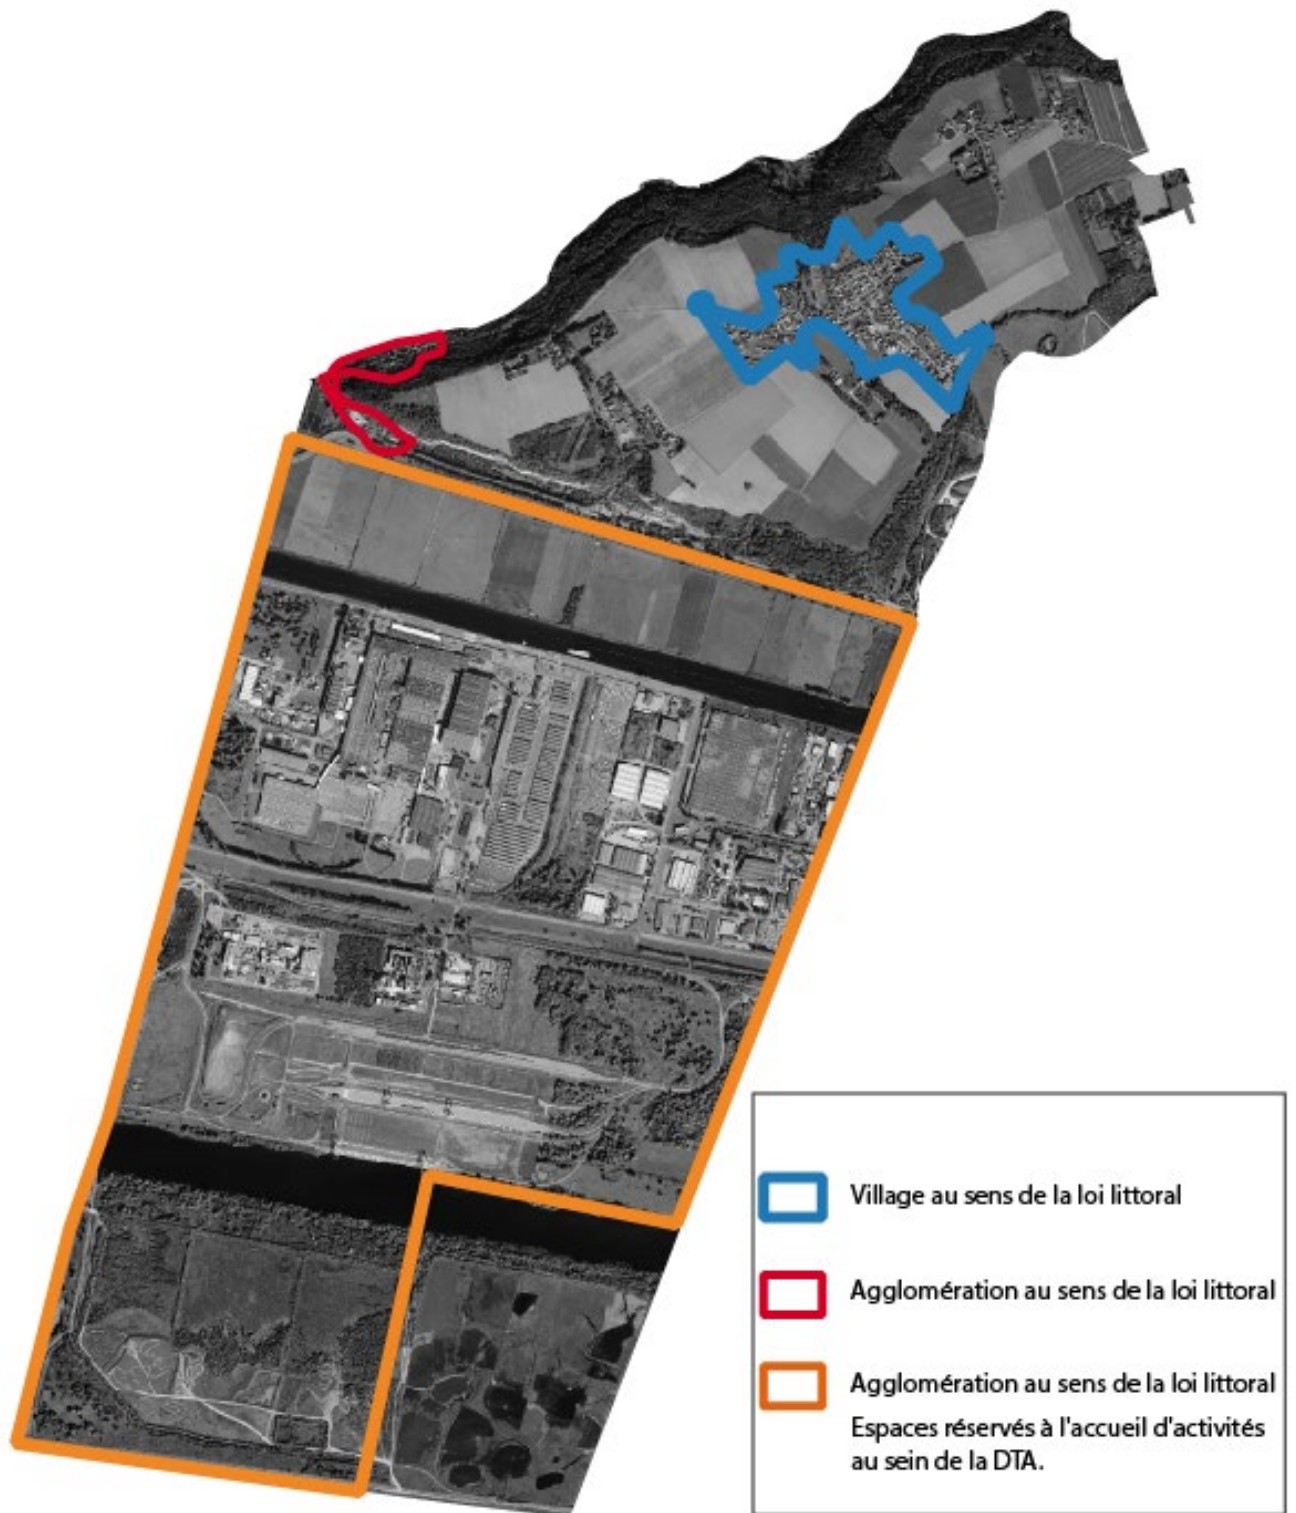 Village au sens de la loi littoral
Agglomération au sens de la loi littoral
Agglomération au sens de la loi littoral
Espaces réservés à l'accueil d'activités
au sein de la DTA.